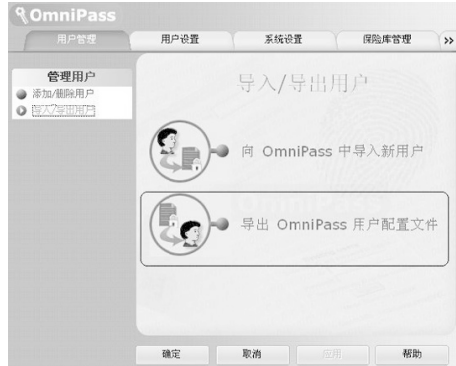 OmniPass
用户管理 用户设置 系统设置 保险库管理 >>
管理用户
添加/删除用户
导入/导出用户
导入/导出用户
向 OmniPass 中导入新用户
导出 OmniPass 用户配置文件
确定 取消 应用 帮助